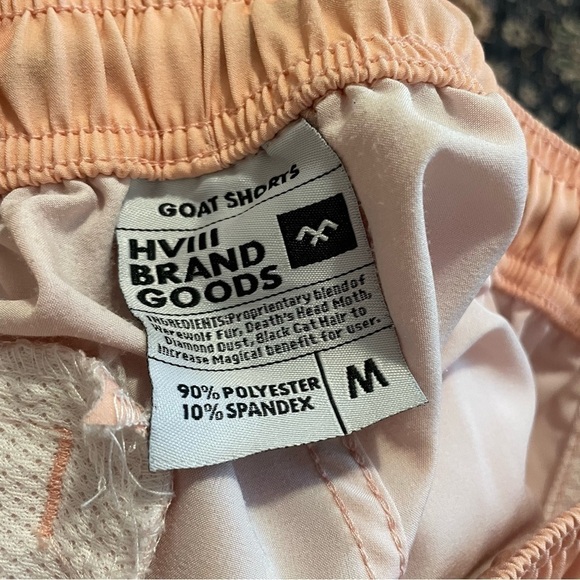 GOAT SHORTS
HVIII
BRAND
GOODS
INGREDIENTS:Proprientary blend of
Werewolf Fur, Death's Head Moth,
Diamond Dust, Black Cat Hair to
Increase Magical benefit for user.
90% POLYESTER
10% SPANDEX
M